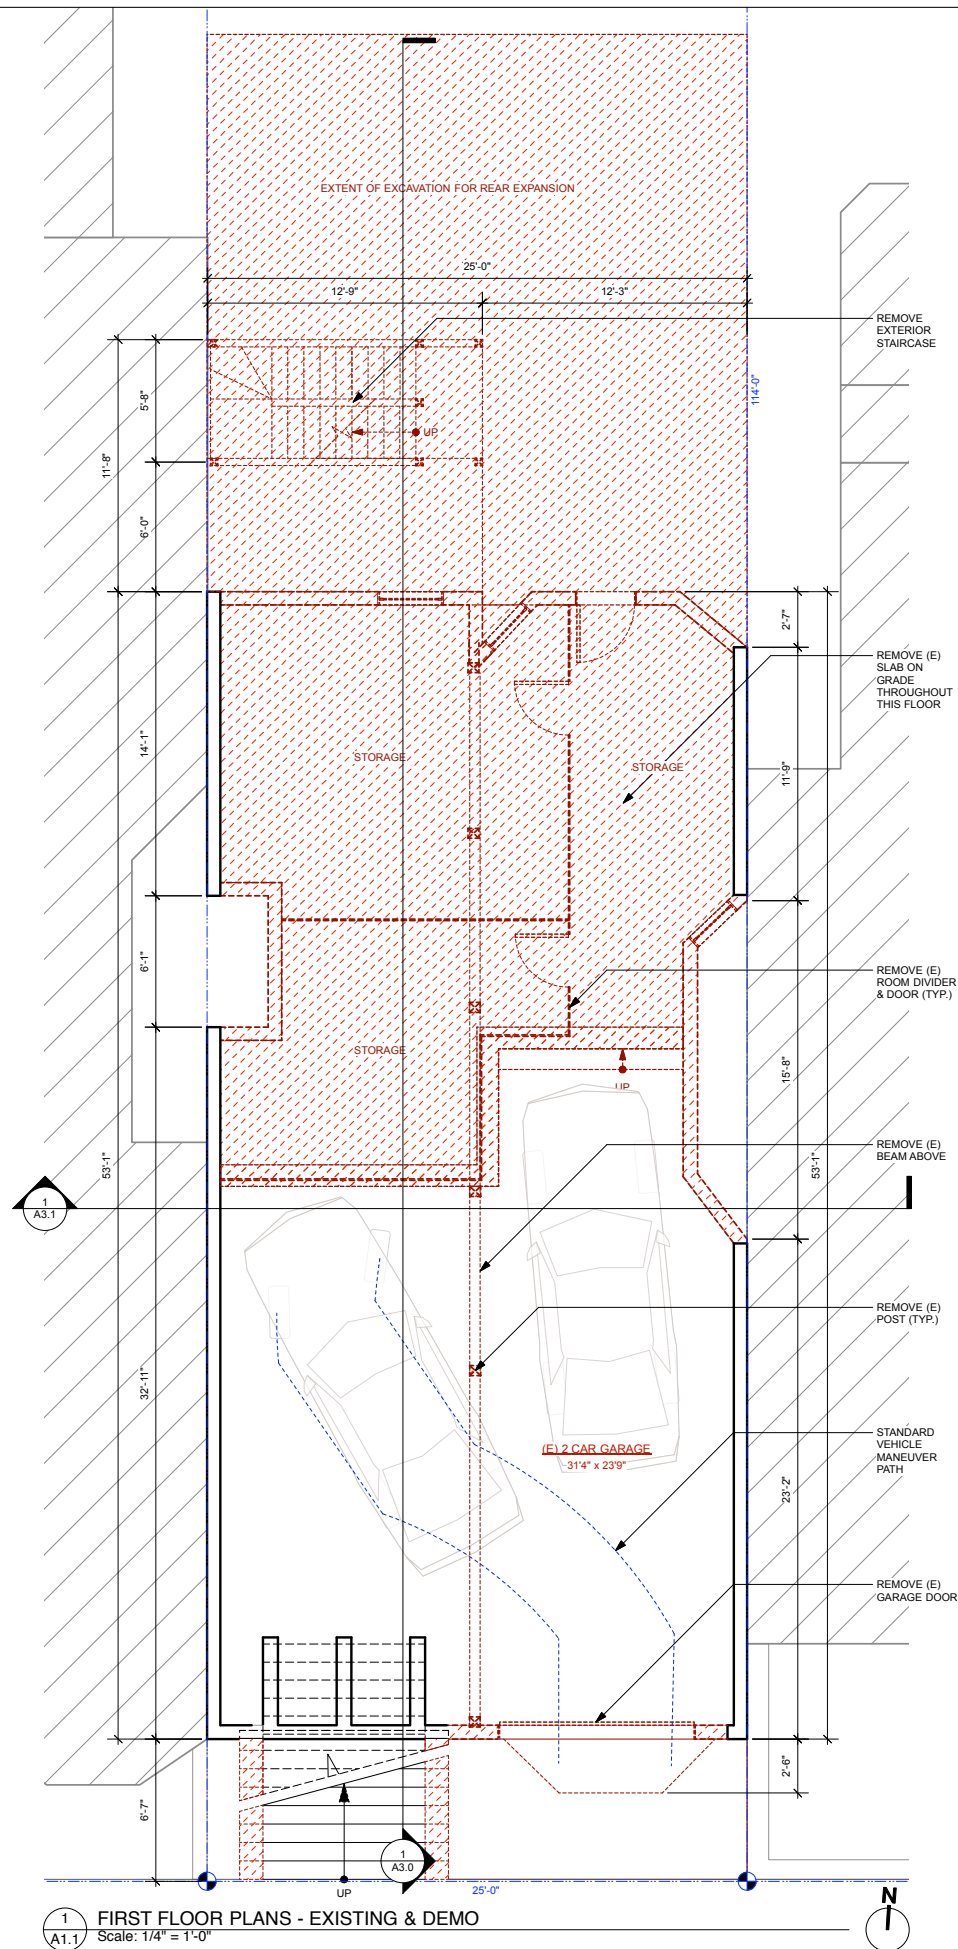 EXTENT OF EXCAVATION FOR REAR EXPANSION
25'-0"
12'-9"
12'-3"
REMOVE
EXTERIOR
STAIRCASE
114'-0"
5'-8"
11'-8"
UP
6'-0"
2'-7"
REMOVE (E)
SLAB ON
GRADE
THROUGHOUT
THIS FLOOR
14'-1"
STORAGE
STORAGE
11'-9"
6'-1"
REMOVE (E)
ROOM DIVIDER
& DOOR (TYP.)
STORAGE
15'-8"
UP
REMOVE (E)
BEAM ABOVE
53'-1"
53'-1"
1
A3.1
REMOVE (E)
POST (TYP.)
32'-11"
STANDARD
VEHICLE
MANEUVER
PATH
(E) 2 CAR GARAGE
31'4" x 23'9"
23'-2"
REMOVE (E)
GARAGE DOOR
2'-6"
6'-7"
1
A3.0
UP
25'-0"
N
1
A1.1
FIRST FLOOR PLANS - EXISTING & DEMO
Scale: 1/4" = 1'-0"